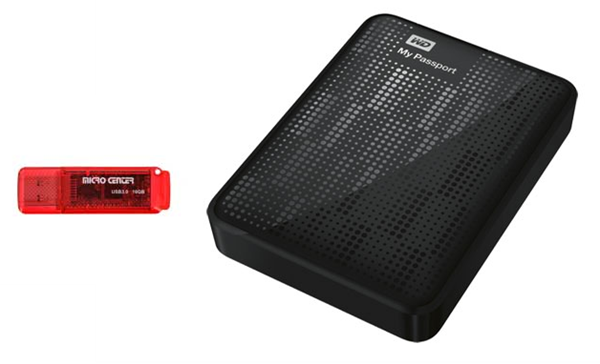 MICRO CENTER
USB2.0 - 16GB
WD
My Passport